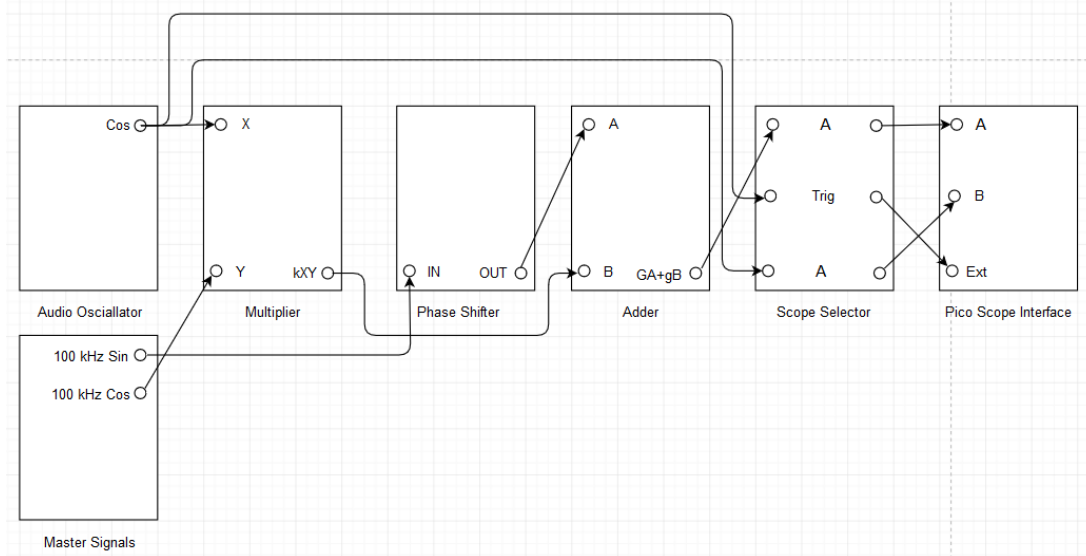 Cos
X
Y
kXY
IN
OUT
A
B
GA+gB
A
Trig
A
A
B
Ext
Audio Osciallator
Multiplier
Phase Shifter
Adder
Scope Selector
Pico Scope Interface
100 kHz Sin
100 kHz Cos
Master Signals